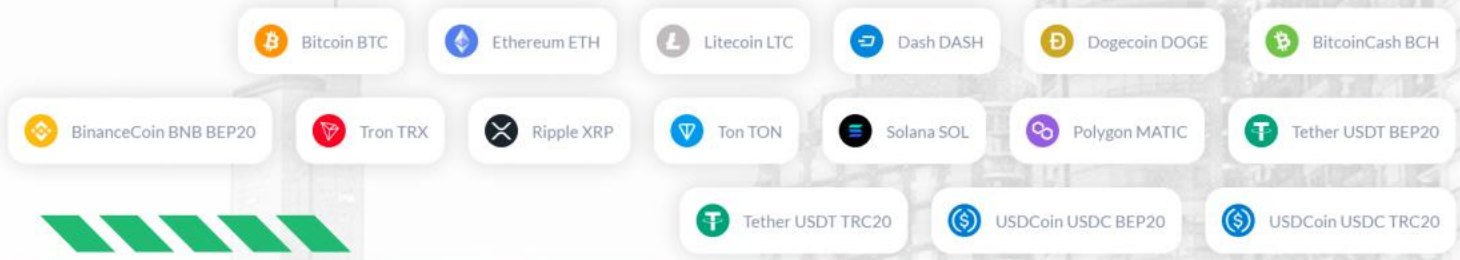 Bitcoin BTC Ethereum ETH Litecoin LTC Dash DASH Dogecoin DOGE BitcoinCash BCH
BinanceCoin BNB BEP20 Tron TRX Ripple XRP Ton TON Solana SOL Polygon MATIC Tether USDT BEP20
Tether USDT TRC20 USDCoin USDC BEP20 USDCoin USDC TRC20